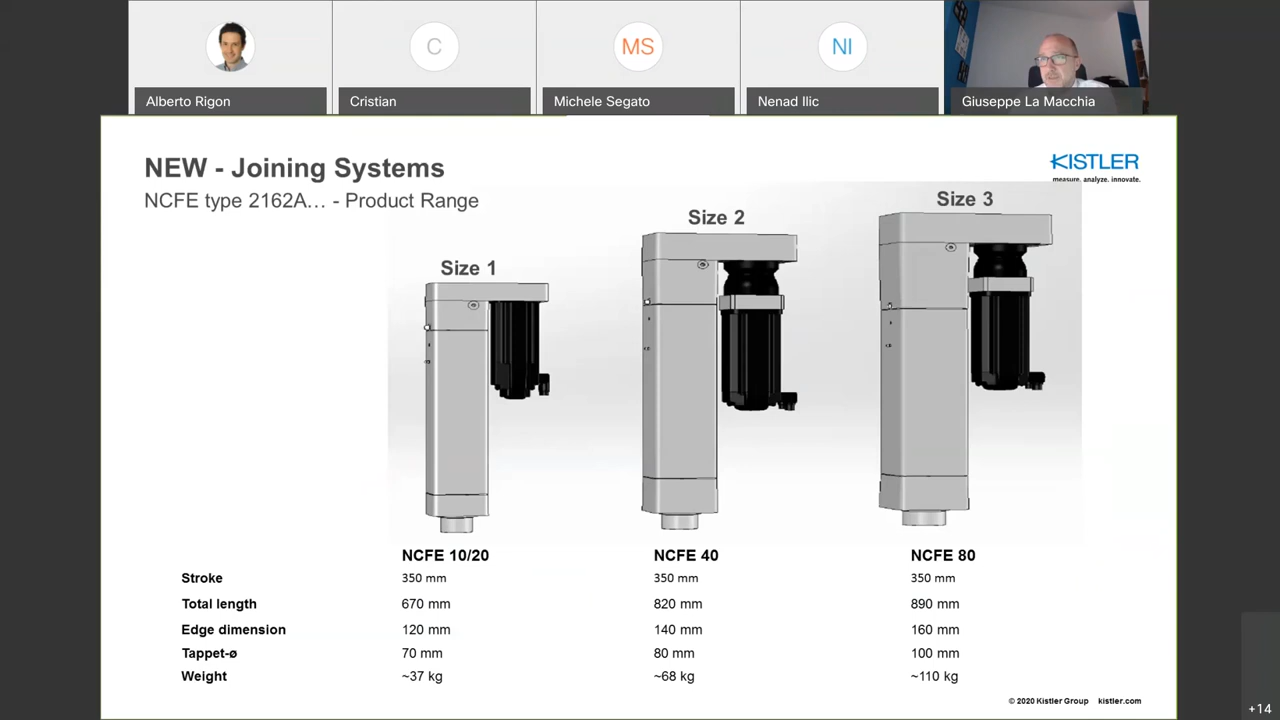 C
MS
NI
Alberto Rigon
Cristian
Michele Segato
Nenad Ilic
Giuseppe La Macchia
NEW - Joining Systems
KISTLER
measure. analyze. innovate.
NCFE type 2162A… - Product Range
Size 1
Size 2
Size 3
NCFE 10/20 NCFE 40 NCFE 80
Stroke 350 mm 350 mm 350 mm
Total length 670 mm 820 mm 890 mm
Edge dimension 120 mm 140 mm 160 mm
Tappet-ø 70 mm 80 mm 100 mm
Weight ~37 kg ~68 kg ~110 kg
© 2020 Kistler Group kistler.com
+14